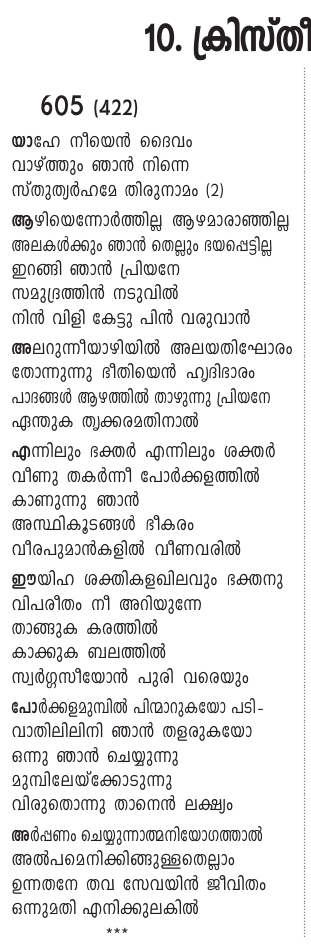 10. ക്രിസ്തീ
605 (422)
യാഹേ നീയെൻ ദൈവം
വാഴ്ത്തും ഞാൻ നിന്നെ
സ്തുത്യർഹമേ തിരുനാമം (2)
ആഴിയെന്നോർത്തില്ല ആഴമാരാഞ്ഞില്ല
അലകൾക്കും ഞാൻ തെല്ലും ഭയപ്പെട്ടില്ല
ഇറങ്ങി ഞാൻ പ്രിയനേ
സമുദ്രത്തിൻ നടുവിൽ
നിൻ വിളി കേട്ടു പിൻ വരുവാൻ
അലറുന്നീയാഴിയിൽ അലയതിഘോരം
തോന്നുന്നു ഭീതിയെൻ ഹൃദിഭാരം
പാദങ്ങൾ ആഴത്തിൽ താഴുന്നു പ്രിയനേ
ഏന്തുക തൃക്കരമതിനാൽ
എന്നിലും ഭക്തർ എന്നിലും ശക്തർ
വീണു തകർന്നീ പോർക്കളത്തിൽ
കാണുന്നു ഞാൻ
അസ്ഥികൂടങ്ങൾ ഭീകരം
വീരപുമാൻകളിൽ വീണവരിൽ
ഈയിഹ ശക്തികളഖിലവും ഭക്തനു
വിപരീതം നീ അറിയുന്നേ
താങ്ങുക കരത്തിൽ
കാക്കുക ബലത്തിൽ
സ്വർഗ്ഗസീയോൻ പുരി വരെയും
പോർക്കളമുമ്പിൽ പിന്മാറുകയോ പടി-
വാതിലിലിനി ഞാൻ തളരുകയോ
ഒന്നു ഞാൻ ചെയ്യുന്നു
മുമ്പിലേയ്ക്കോടുന്നു
വിരുതൊന്നു താനെൻ ലക്ഷ്യം
അർപ്പണം ചെയ്യുന്നാത്മനിയോഗത്താൽ
അൽപമെനിക്കിങ്ങുള്ളതെല്ലാം
ഉന്നതനേ തവ സേവയിൻ ജീവിതം
ഒന്നുമതി എനിക്കുലകിൽ
***